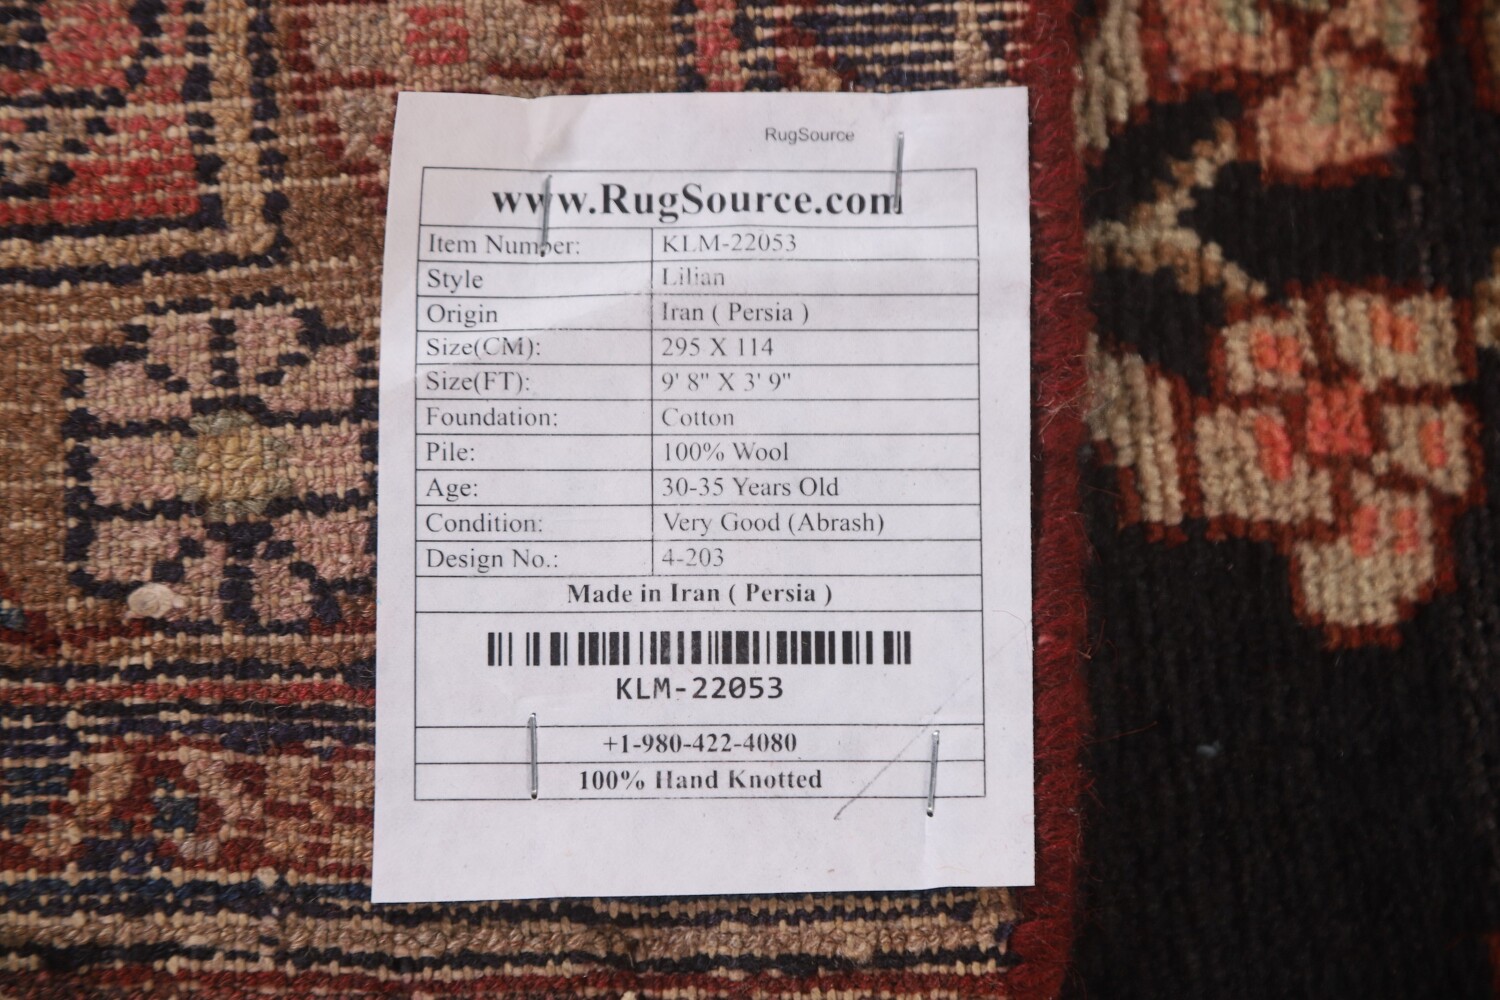 RugSource
www.RugSource.com
Item Number: KLM-22053
Style Lilian
Origin Iran ( Persia )
Size(CM): 295 X 114
Size(FT): 9' 8" X 3' 9"
Foundation: Cotton
Pile: 100% Wool
Age: 30-35 Years Old
Condition: Very Good (Abrash)
Design No.: 4-203
Made in Iran ( Persia )
KLM-22053
+1-980-422-4080
100% Hand Knotted